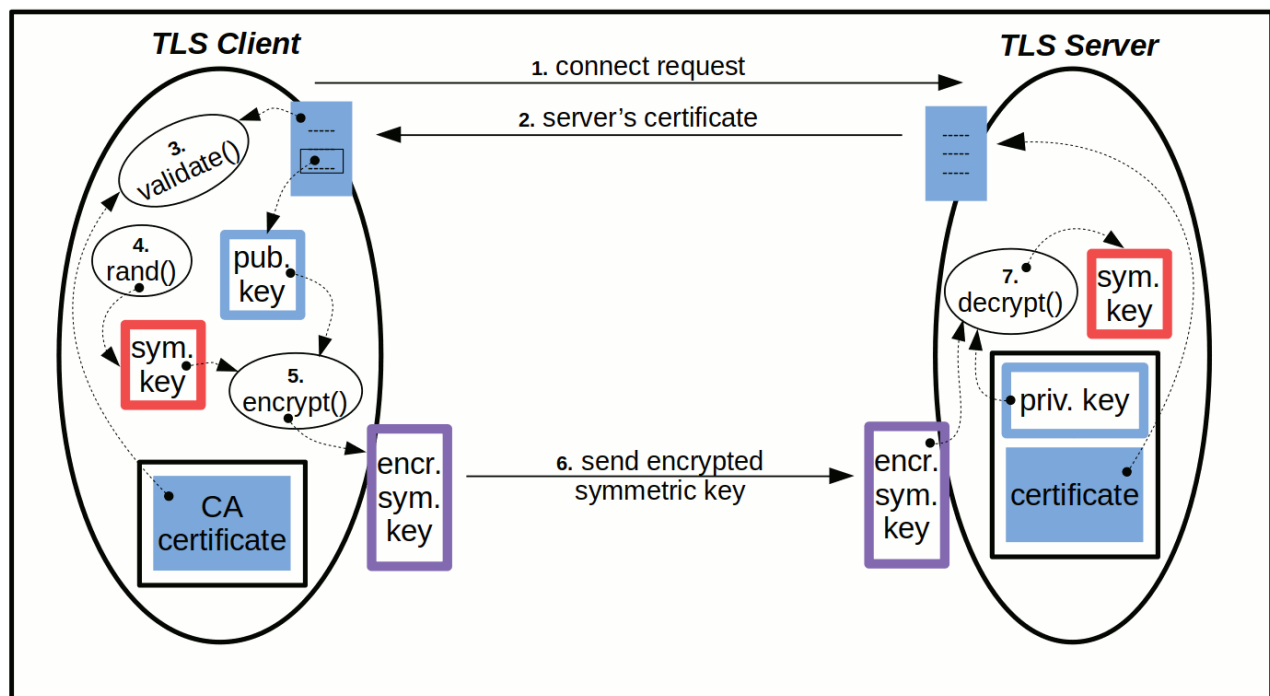 TLS Client
TLS Server
1. connect request
2. server’s certificate
3.
validate()
4.
rand()
pub.
key
sym.
key
5.
encrypt()
CA
certificate
encr.
sym.
key
6. send encrypted
symmetric key
encr.
sym.
key
7.
decrypt()
sym.
key
priv. key
certificate